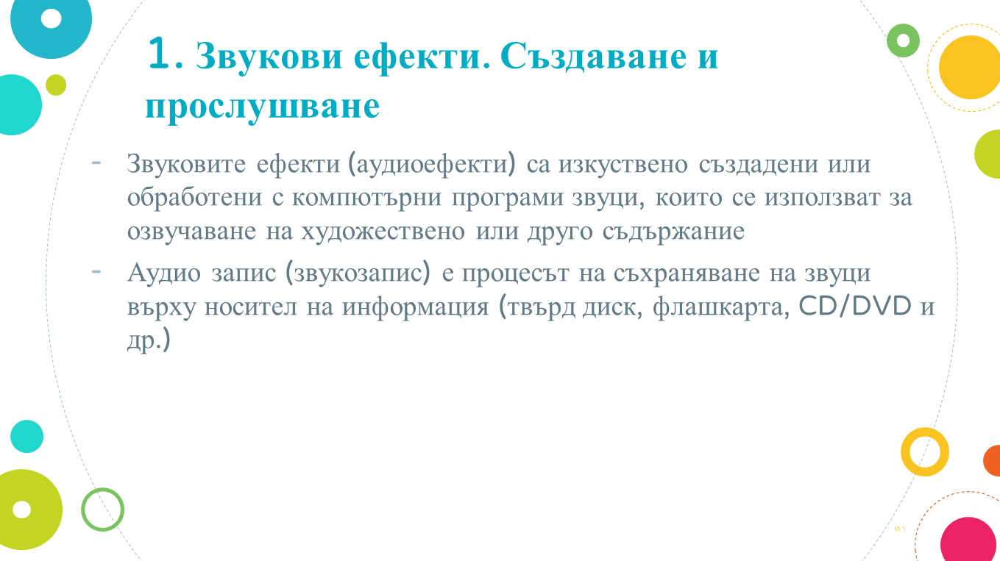 1. Звукови ефекти. Създаване и
прослушване
- Звуковите ефекти (аудиоефекти) са изкуствено създадени или
обработени с компютърни програми звуци, които се използват за
озвучаване на художествено или друго съдържание
- Аудио запис (звукозапис) е процесът на съхраняване на звуци
върху носител на информация (твърд диск, флашкарта, CD/DVD и
др.)